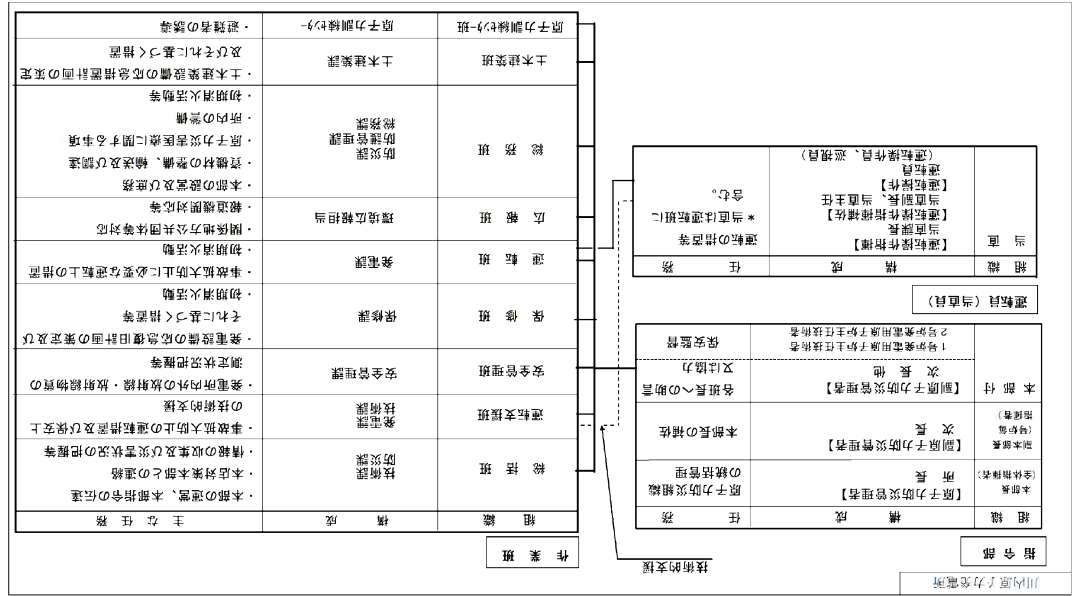 川内原子力発電所
指令部
組 織
構 成
任 務
本部長
(全体指揮者)
【原子力防災管理者】
所 長
原子力防災組織
の統括管理
副本部長
(号炉毎
指揮者)
【副原子力防災管理者】
次 長
本部長の補佐
本 部 付
【副原子力防災管理者】
次 長 他
各班長への助言
又は協力
1号炉発電用原子炉主任技術者
2号炉発電用原子炉主任技術者
保安監督
運転員(当直員)
組 織
構 成
任 務
当 直
【運転操作指揮】
当直課長
【運転操作指揮補佐】
当直副長、当直主任
【運転操作】
運転員
(運転操作員、巡視員)
運転の指揮等
*当直は運転班に
含む。
技術的支援
作 業 班
組 織
構 成
主 な 任 務
総 括 班
技術課
防災課
・本部の運営、本部指令の伝達
・本店対策本部との連絡
・情報の収集及び災害状況の把握等
運転支援班
発電課
技術課
・事故拡大防止の運転措置及び保安上
の技術的支援
安全管理班
安全管理課
・発電所内外の放射線・放射線物質の
測定状況把握等
保 修 班
保修課
・発電設備の応急復旧計画の策定及び
それに基づく措置等
・初期消火活動
運 転 班
発電課
・事故拡大防止に必要な運転上の措置
・初期消火活動
広 報 班
環境広報担当
・関係地方公共団体等対応
・報道機関対応等
総 務 班
防災課
防護管理課
総務課
・本部の設営及び庶務
・資機材の整備、輸送及び調達
・原子力災害医療に関する事項
・所内の警備
・初期消火活動等
土木建築班
土木建築課
・土木建築設備の応急措置計画の策定
及びそれに基づく措置
原子力訓練センター班
原子力訓練センター
・避難者の誘導